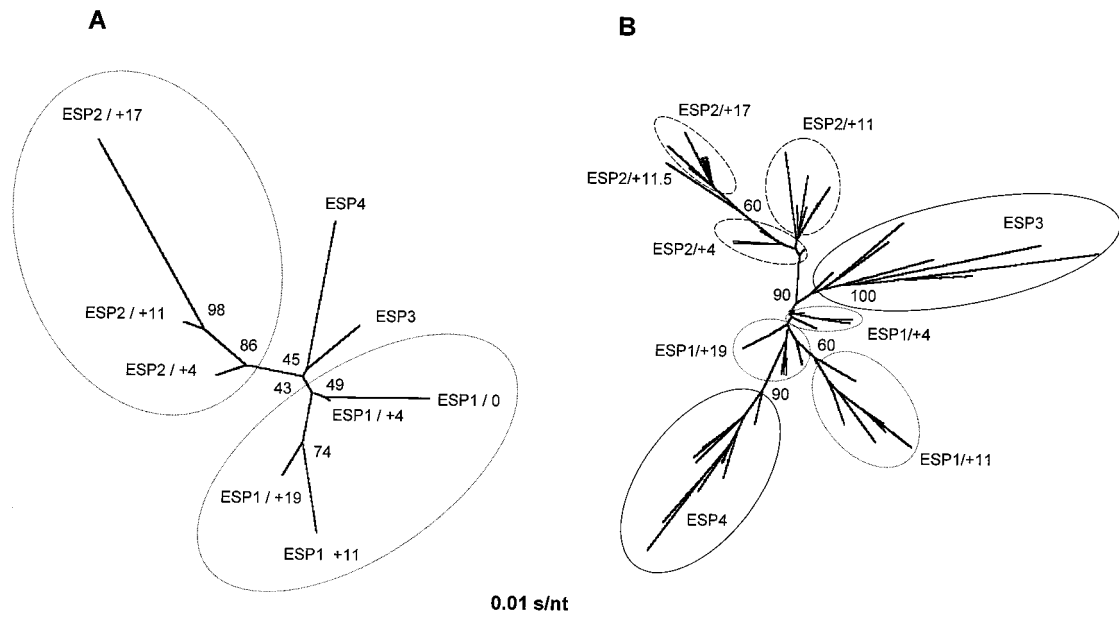 A
ESP2 / +17
ESP4
ESP2 / +11
98
ESP3
86
ESP2 / +4
45
43
49
ESP1 / 0
ESP1 / +4
74
ESP1 / +19
ESP1 +11
B
ESP2/+17
ESP2/+11
ESP2/+11.5
60
ESP3
ESP2/+4
90
100
ESP1/+4
ESP1/+19
60
90
ESP1/+11
ESP4
0.01 s/nt